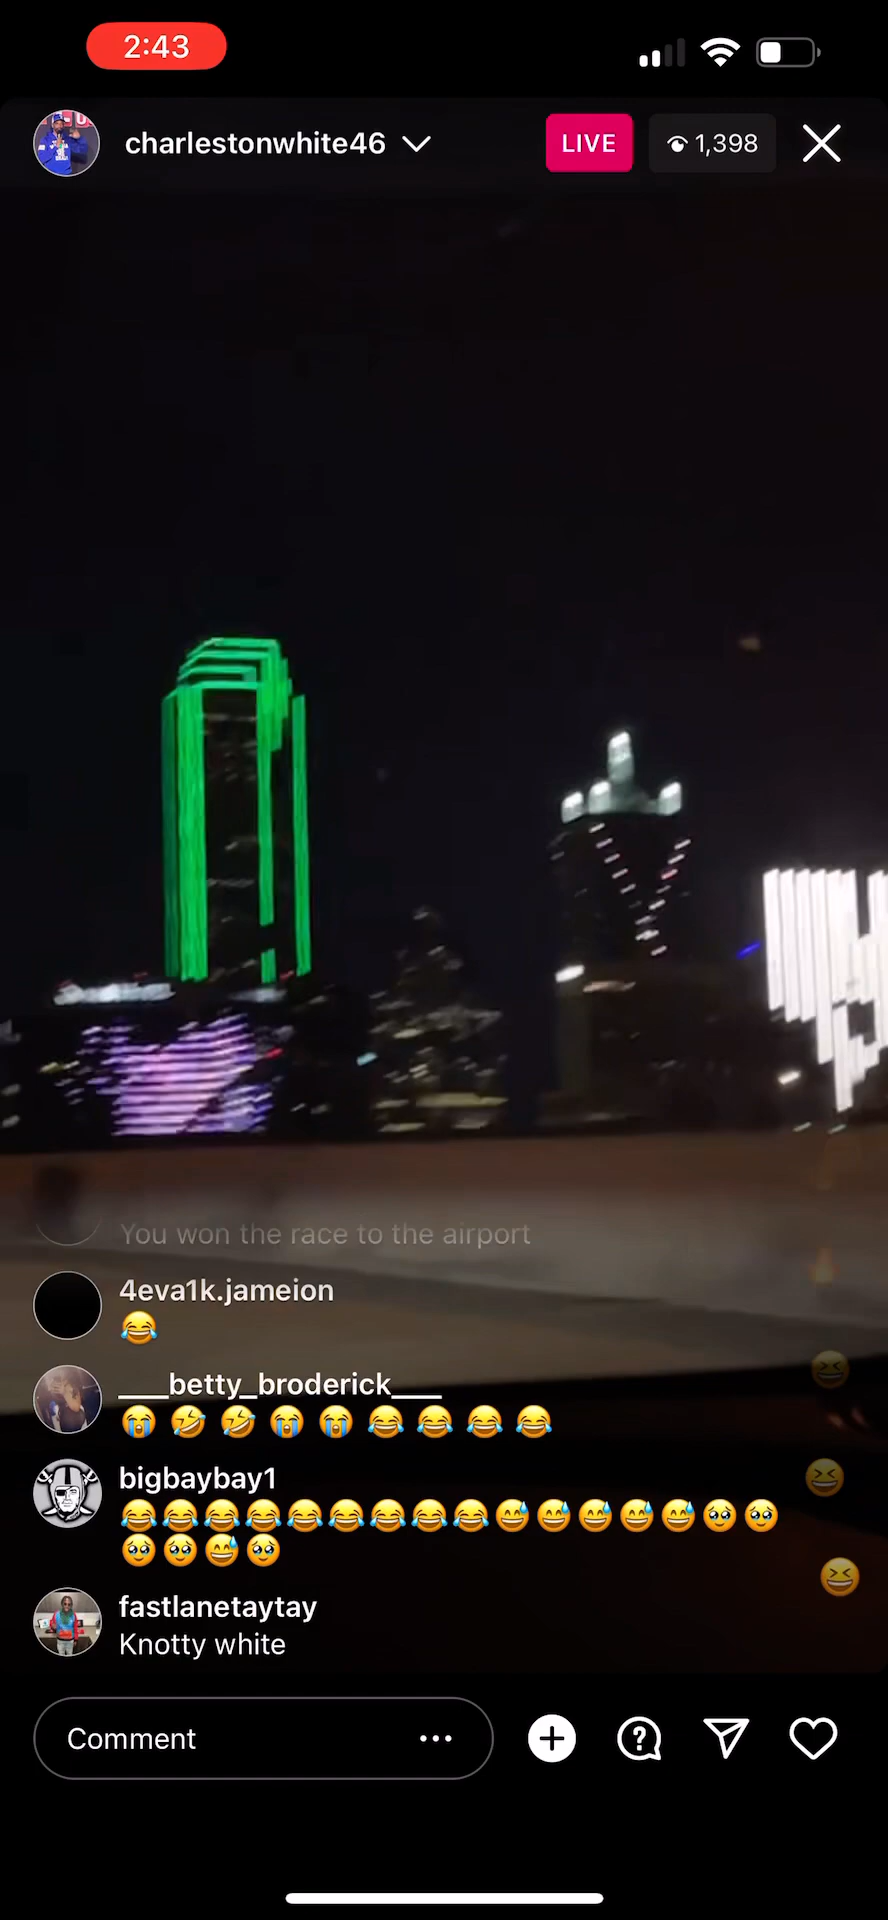 2:43
charlestonwhite46
LIVE
1,398
You won the race to the airport
4eva1k.jameion
😂
___betty_broderick___
😭🤣🤣😭😭😂😂😂😂
bigbaybay1
😂😂😂😂😂😂😂😂😂😅😅😅😅😅🥹🥹
🥹🥹😅🥹
fastlanetaytay
Knotty white
Comment